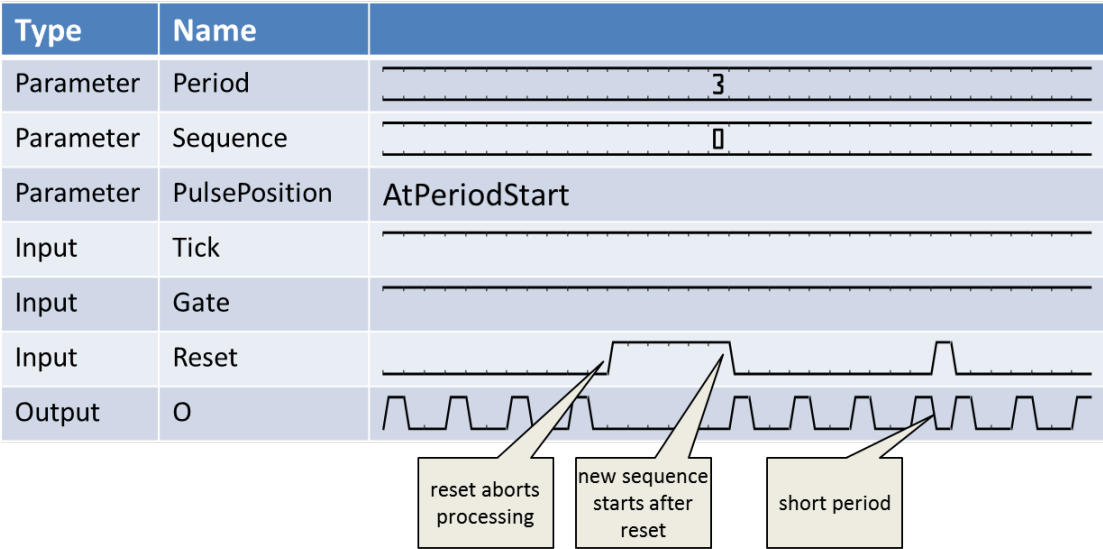 Type Name
Parameter Period 3
Parameter Sequence 0
Parameter PulsePosition AtPeriodStart
Input Tick
Input Gate
Input Reset
Output O
reset aborts
processing
new sequence
starts after
reset
short period